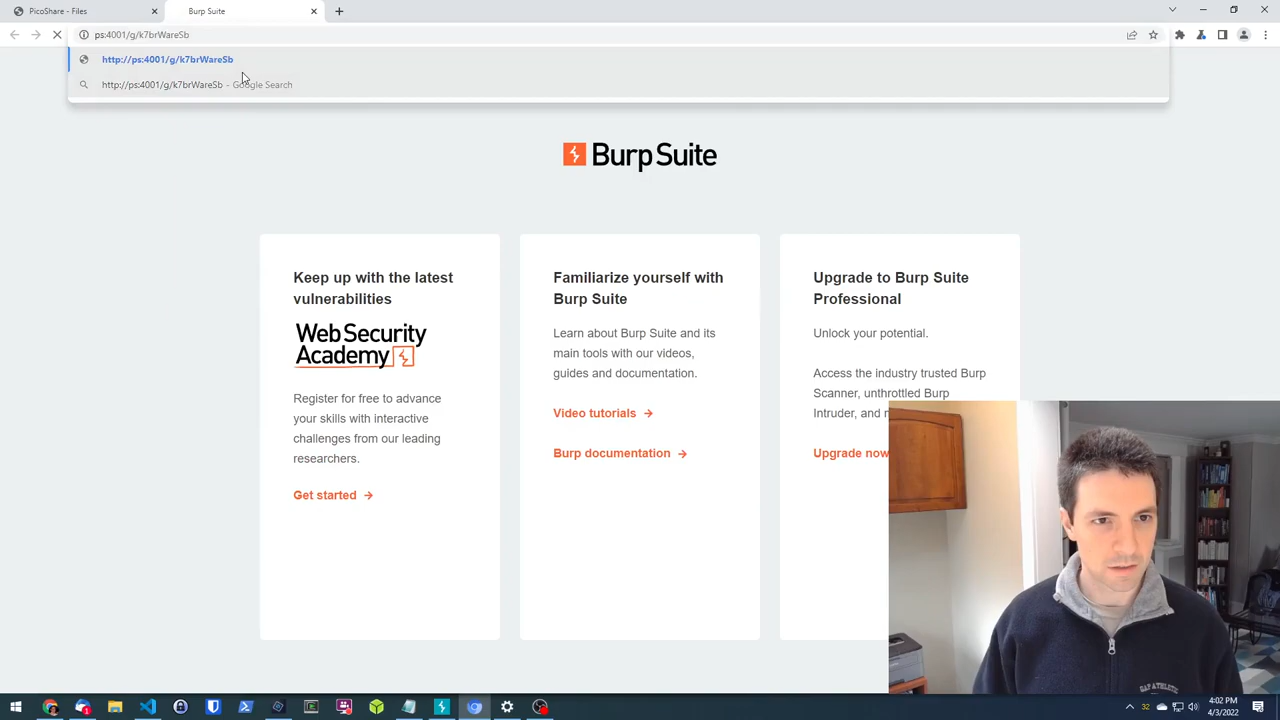 PicoShare - Files
Burp Suite
ps:4001/g/k7brWareSb
http://ps:4001/g/k7brWareSb
http://ps:4001/g/k7brWareSb - Google Search
Burp Suite
Keep up with the latest
vulnerabilities
Web Security
Academy
Register for free to advance
your skills with interactive
challenges from our leading
researchers.
Get started
Familiarize yourself with
Burp Suite
Learn about Burp Suite and its
main tools with our videos,
guides and documentation.
Video tutorials
Burp documentation
Upgrade to Burp Suite
Professional
Unlock your potential.
Access the industry trusted Burp
Scanner, unthrottled Burp
Intruder, and
Upgrade now
GAP ATHLETIC
32
4:02 PM
4/3/2022